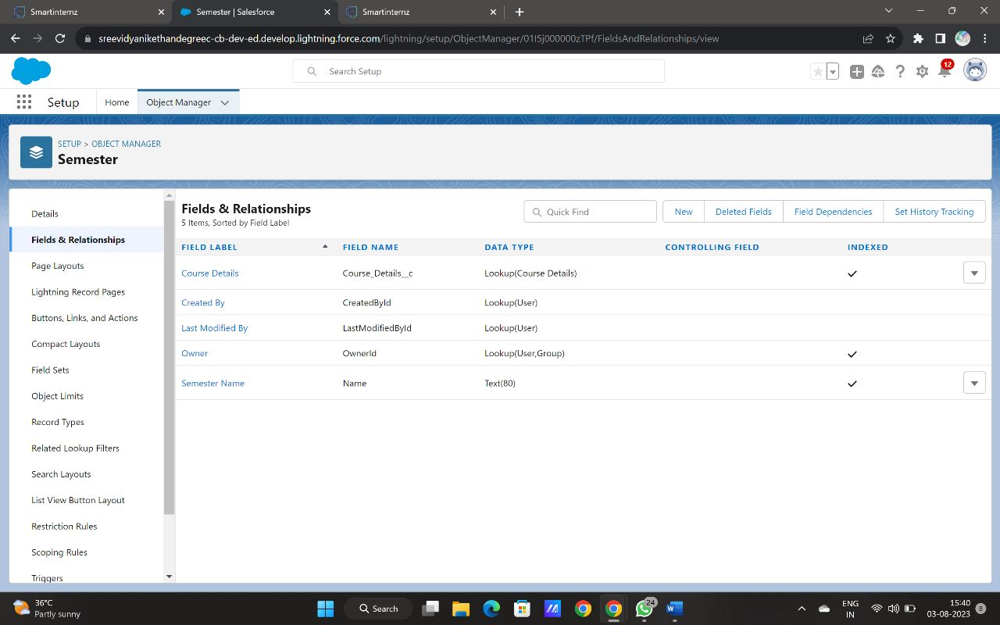 Smartinternz
Semester | Salesforce
Smartinternz
sreevidyanikethandegreec-cb-dev-ed.develop.lightning.force.com/lightning/setup/ObjectManager/01I5j000000zTPf/FieldsAndRelationships/view
Search Setup
12
Setup
Home
Object Manager
SETUP > OBJECT MANAGER
Semester
Details
Fields & Relationships
Page Layouts
Lightning Record Pages
Buttons, Links, and Actions
Compact Layouts
Field Sets
Object Limits
Record Types
Related Lookup Filters
Search Layouts
List View Button Layout
Restriction Rules
Scoping Rules
Triggers
Fields & Relationships
5 Items, Sorted by Field Label
Quick Find
New
Deleted Fields
Field Dependencies
Set History Tracking
FIELD LABEL FIELD NAME DATA TYPE CONTROLLING FIELD INDEXED
Course Details Course_Details__c Lookup(Course Details)
Created By CreatedById Lookup(User)
Last Modified By LastModifiedById Lookup(User)
Owner OwnerId Lookup(User,Group)
Semester Name Name Text(80)
36°C
Partly sunny
Search
24
ENG
IN
15:40
03-08-2023
8